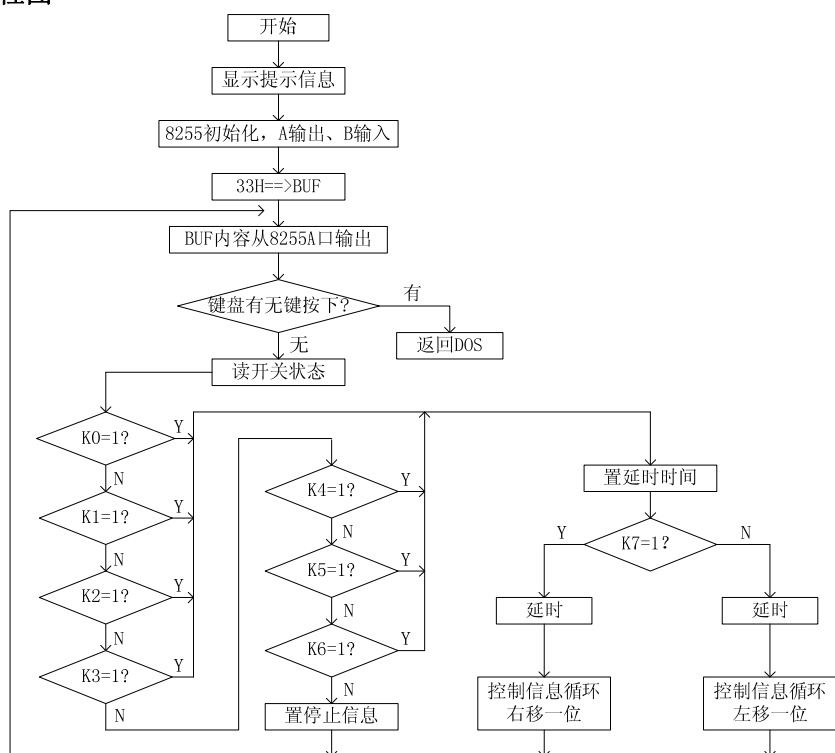 开始
显示提示信息
8255初始化，A输出、B输入
33H==>BUF
BUF内容从8255A口输出
键盘有无键按下?
有
返回DOS
无
读开关状态
K0=1?
Y
N
K1=1?
Y
N
K2=1?
Y
N
K3=1?
Y
N
K4=1?
Y
N
K5=1?
Y
N
K6=1?
Y
N
置停止信息
置延时时间
K7=1?
Y
N
延时
延时
控制信息循环
右移一位
控制信息循环
左移一位